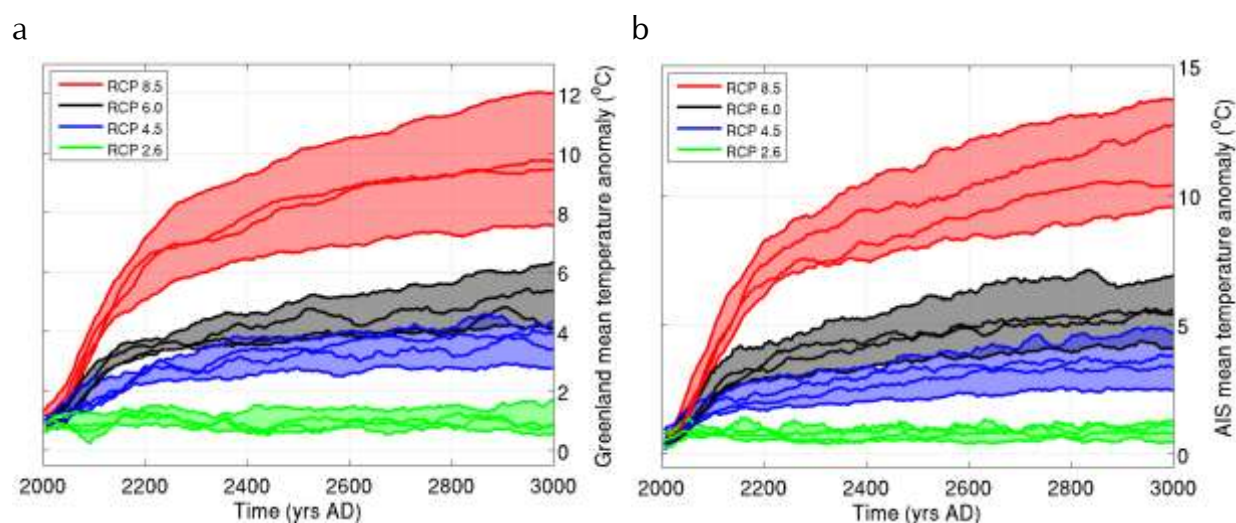 a
RCP 8.5
RCP 6.0
RCP 4.5
RCP 2.6
12
10
8
6
4
2
0
Greenland mean temperature anomaly (°C)
2000 2200 2400 2600 2800 3000
Time (yrs AD)
b
RCP 8.5
RCP 6.0
RCP 4.5
RCP 2.6
15
10
5
0
AIS mean temperature anomaly (°C)
2000 2200 2400 2600 2800 3000
Time (yrs AD)